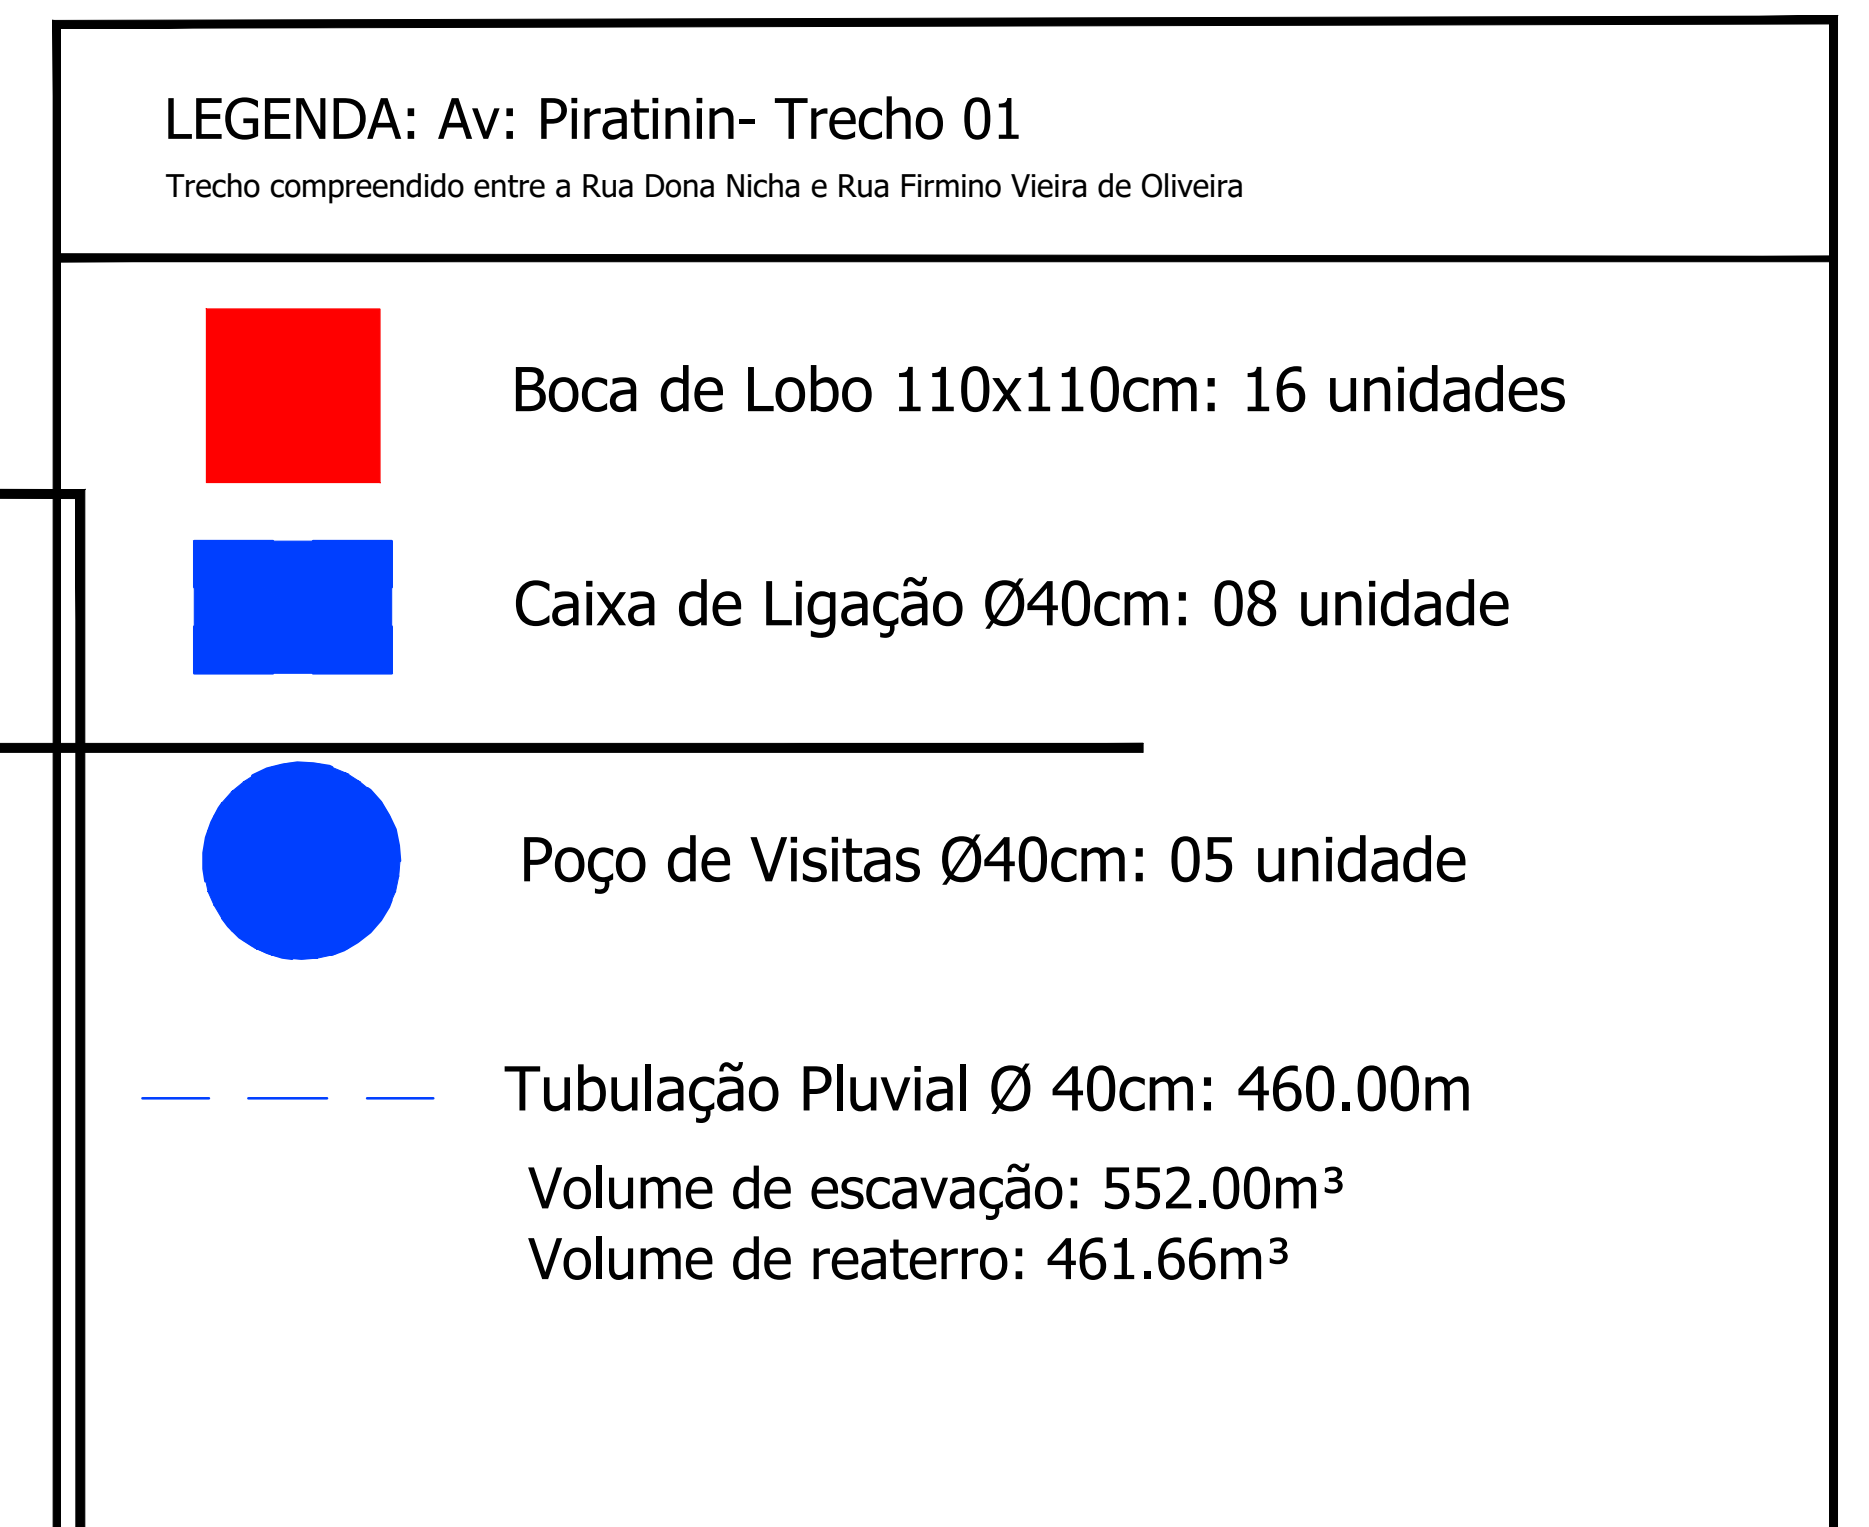 LEGENDA: Av: Piratinin- Trecho 01
Trecho compreendido entre a Rua Dona Nicha e Rua Firmino Vieira de Oliveira
Boca de Lobo 110x110cm: 16 unidades
Caixa de Ligação Ø40cm: 08 unidade
Poço de Visitas Ø40cm: 05 unidade
Tubulação Pluvial Ø 40cm: 460.00m
Volume de escavação: 552.00m³
Volume de reaterro: 461.66m³